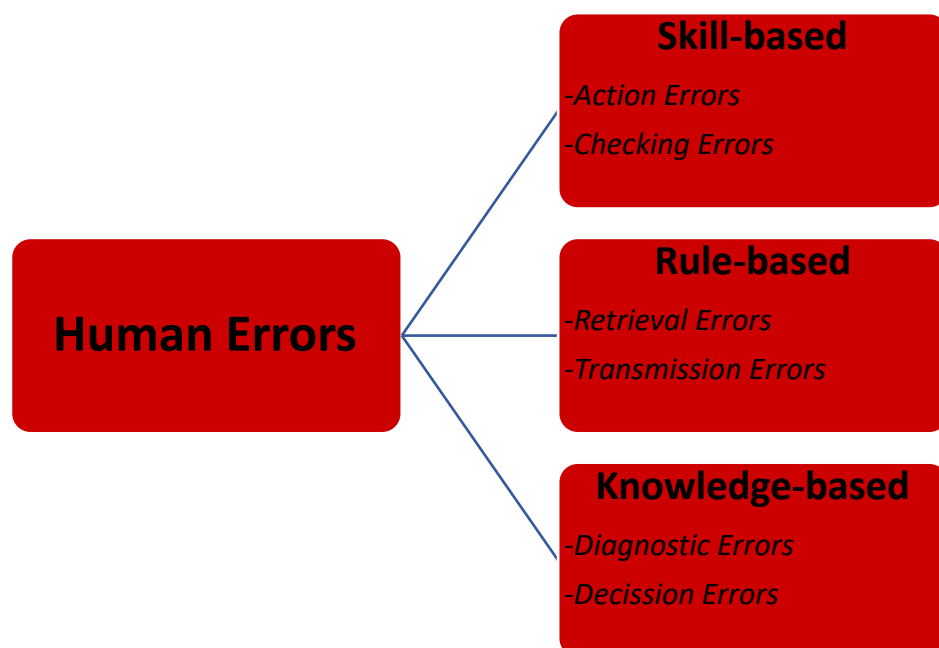 Human Errors
Skill-based
-Action Errors
-Checking Errors
Rule-based
-Retrieval Errors
-Transmission Errors
Knowledge-based
-Diagnostic Errors
-Decission Errors